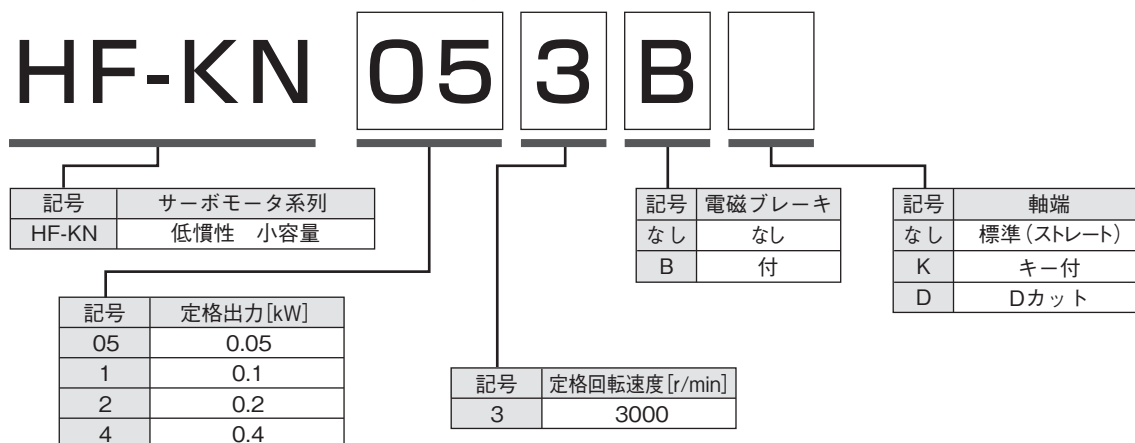 HF-KN 05 3 B
記号 サーボモータ系列
HF-KN 低慣性 小容量
記号 定格出力[kW]
05 0.05
1 0.1
2 0.2
4 0.4
記号 定格回転速度[r/min]
3 3000
記号 電磁ブレーキ
なし なし
B 付
記号 軸端
なし 標準(ストレート)
K キー付
D Dカット